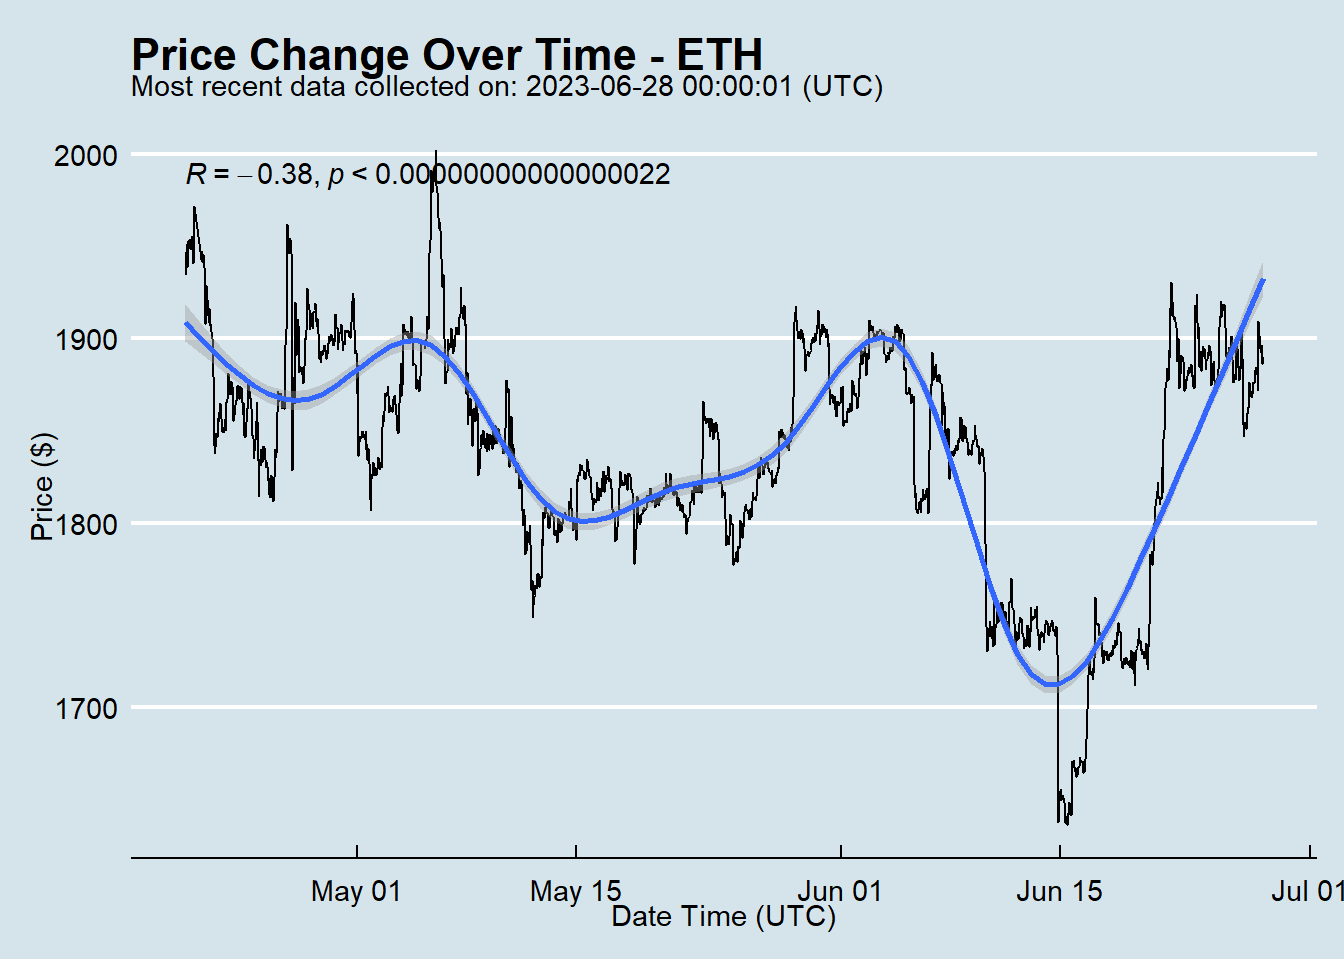 Price Change Over Time - ETH
Most recent data collected on: 2023-06-28 00:00:01 (UTC)
R = −0.38, p < 0.00000000000000022
2000
1900
1800
1700
Price ($)
May 01 May 15 Jun 01 Jun 15 Jul 01
Date Time (UTC)